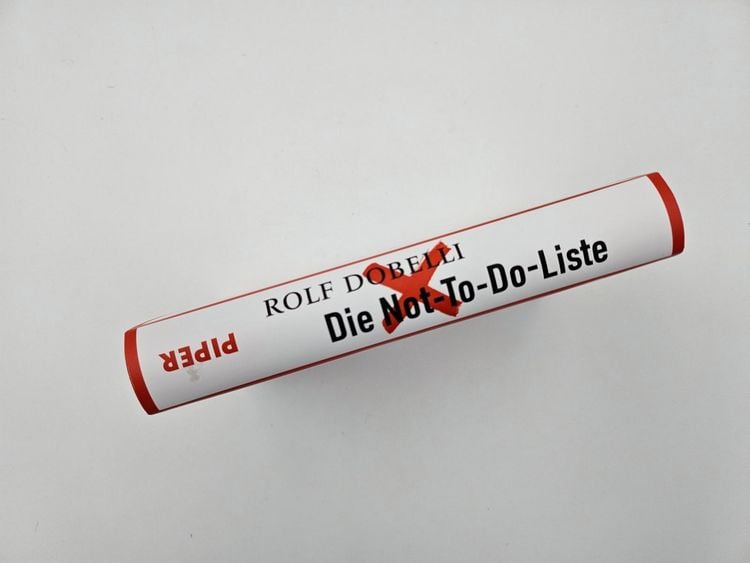 ROLF DOBELLI
Die Not-To-Do-Liste
PIPER